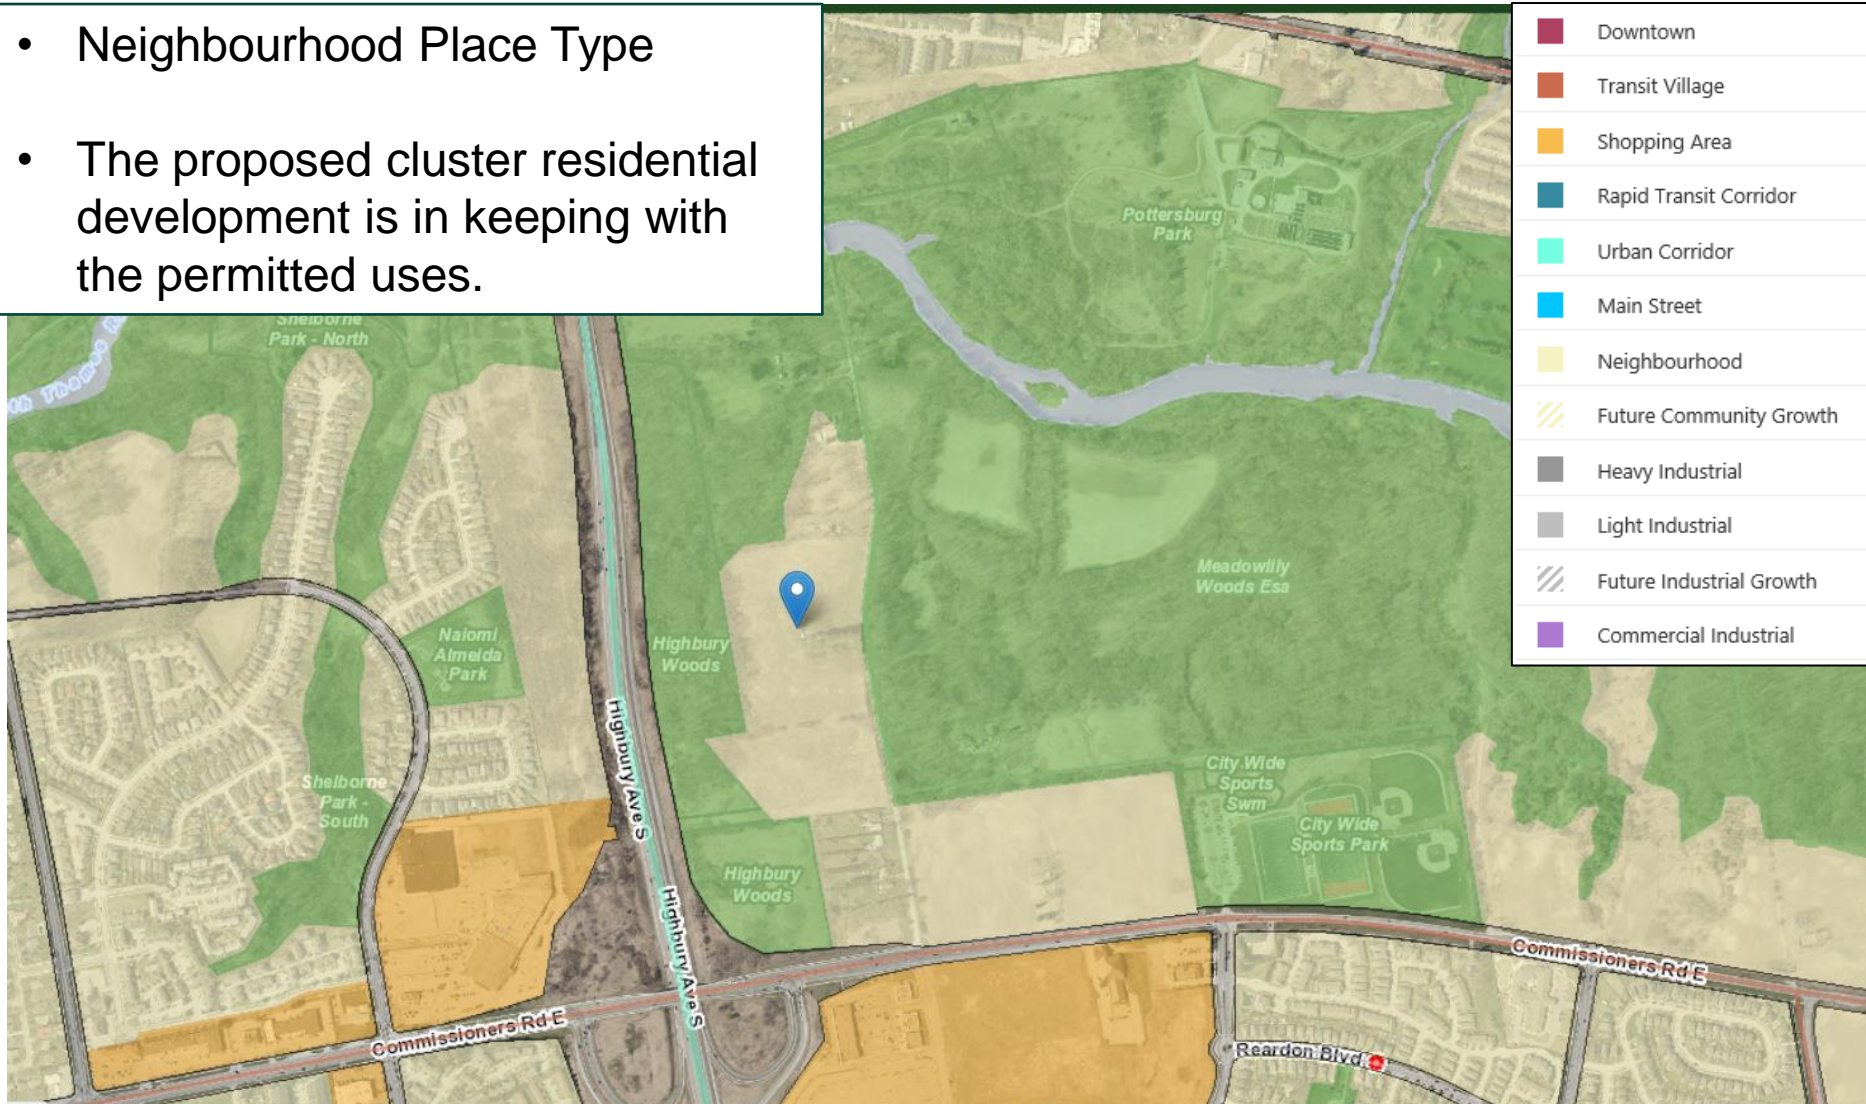 • Neighbourhood Place Type
• The proposed cluster residential
development is in keeping with
the permitted uses.
Downtown
Transit Village
Shopping Area
Rapid Transit Corridor
Urban Corridor
Main Street
Neighbourhood
Future Community Growth
Heavy Industrial
Light Industrial
Future Industrial Growth
Commercial Industrial
Pottersburg
Park
Shelborne
Park - North
Meadowlily
Woods Esa
Naiomi
Almeida
Park
Highbury
Woods
Highbury Ave S
Shelborne
Park -
South
City Wide
Sports
Swm
City Wide
Sports Park
Highbury
Woods
Highbury Ave S
Commissioners Rd E
Commissioners Rd E
Reardon Blvd